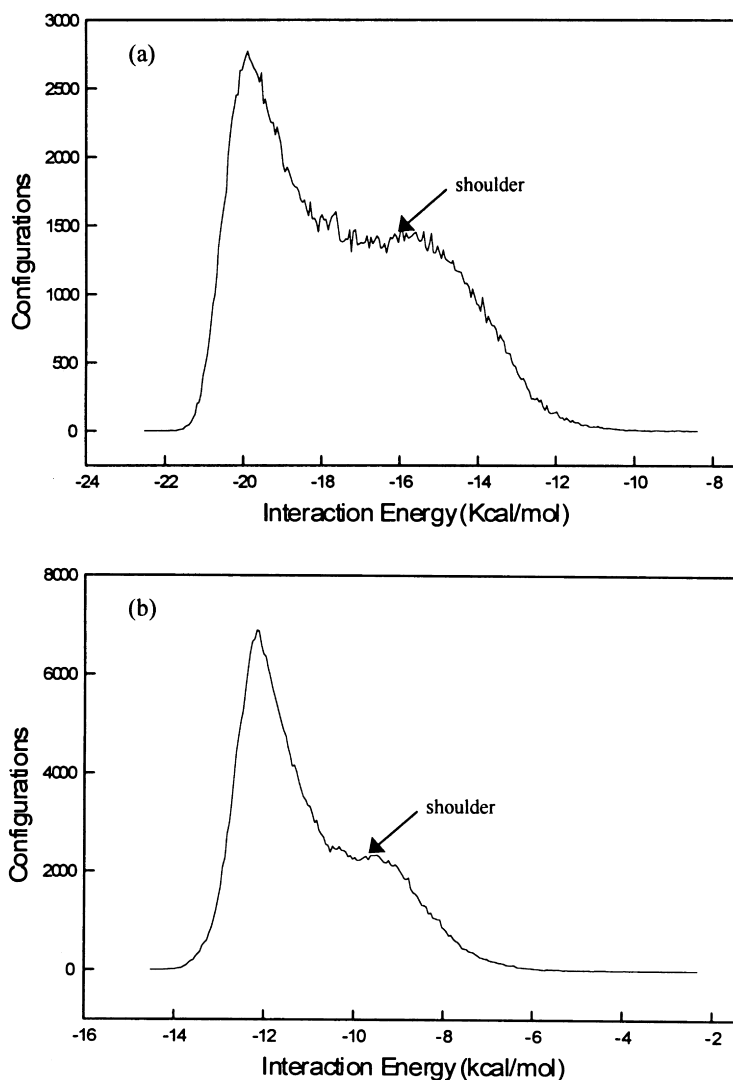 (a)
3000
2500
2000
1500
1000
500
0
Configurations
shoulder
-24 -22 -20 -18 -16 -14 -12 -10 -8
Interaction Energy (Kcal/mol)
(b)
8000
6000
4000
2000
0
Configurations
shoulder
-16 -14 -12 -10 -8 -6 -4 -2
Interaction Energy (kcal/mol)